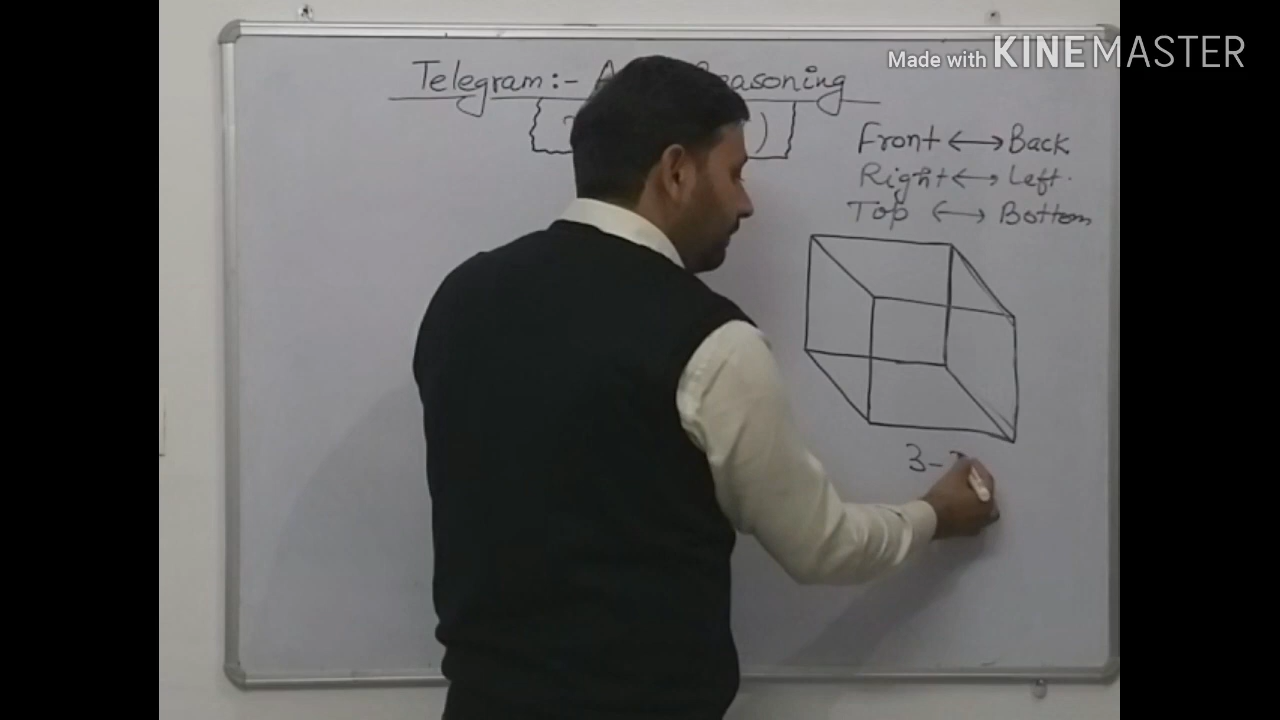 Made with KINEMASTER
Telegram:- Reasoning
)
Front ↔ Back
Right ↔ Left.
Top ↔ Bottom
3-